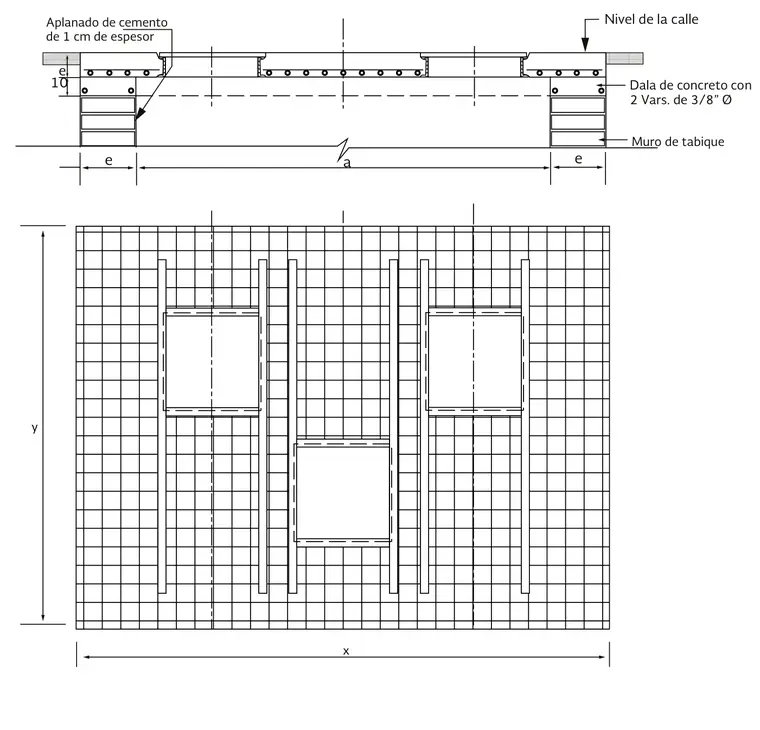 Aplanado de cemento
de 1 cm de espesor
Nivel de la calle
e
10
Dala de concreto con
2 Vars. de 3/8" Ø
Muro de tabique
e
a
e
y
x